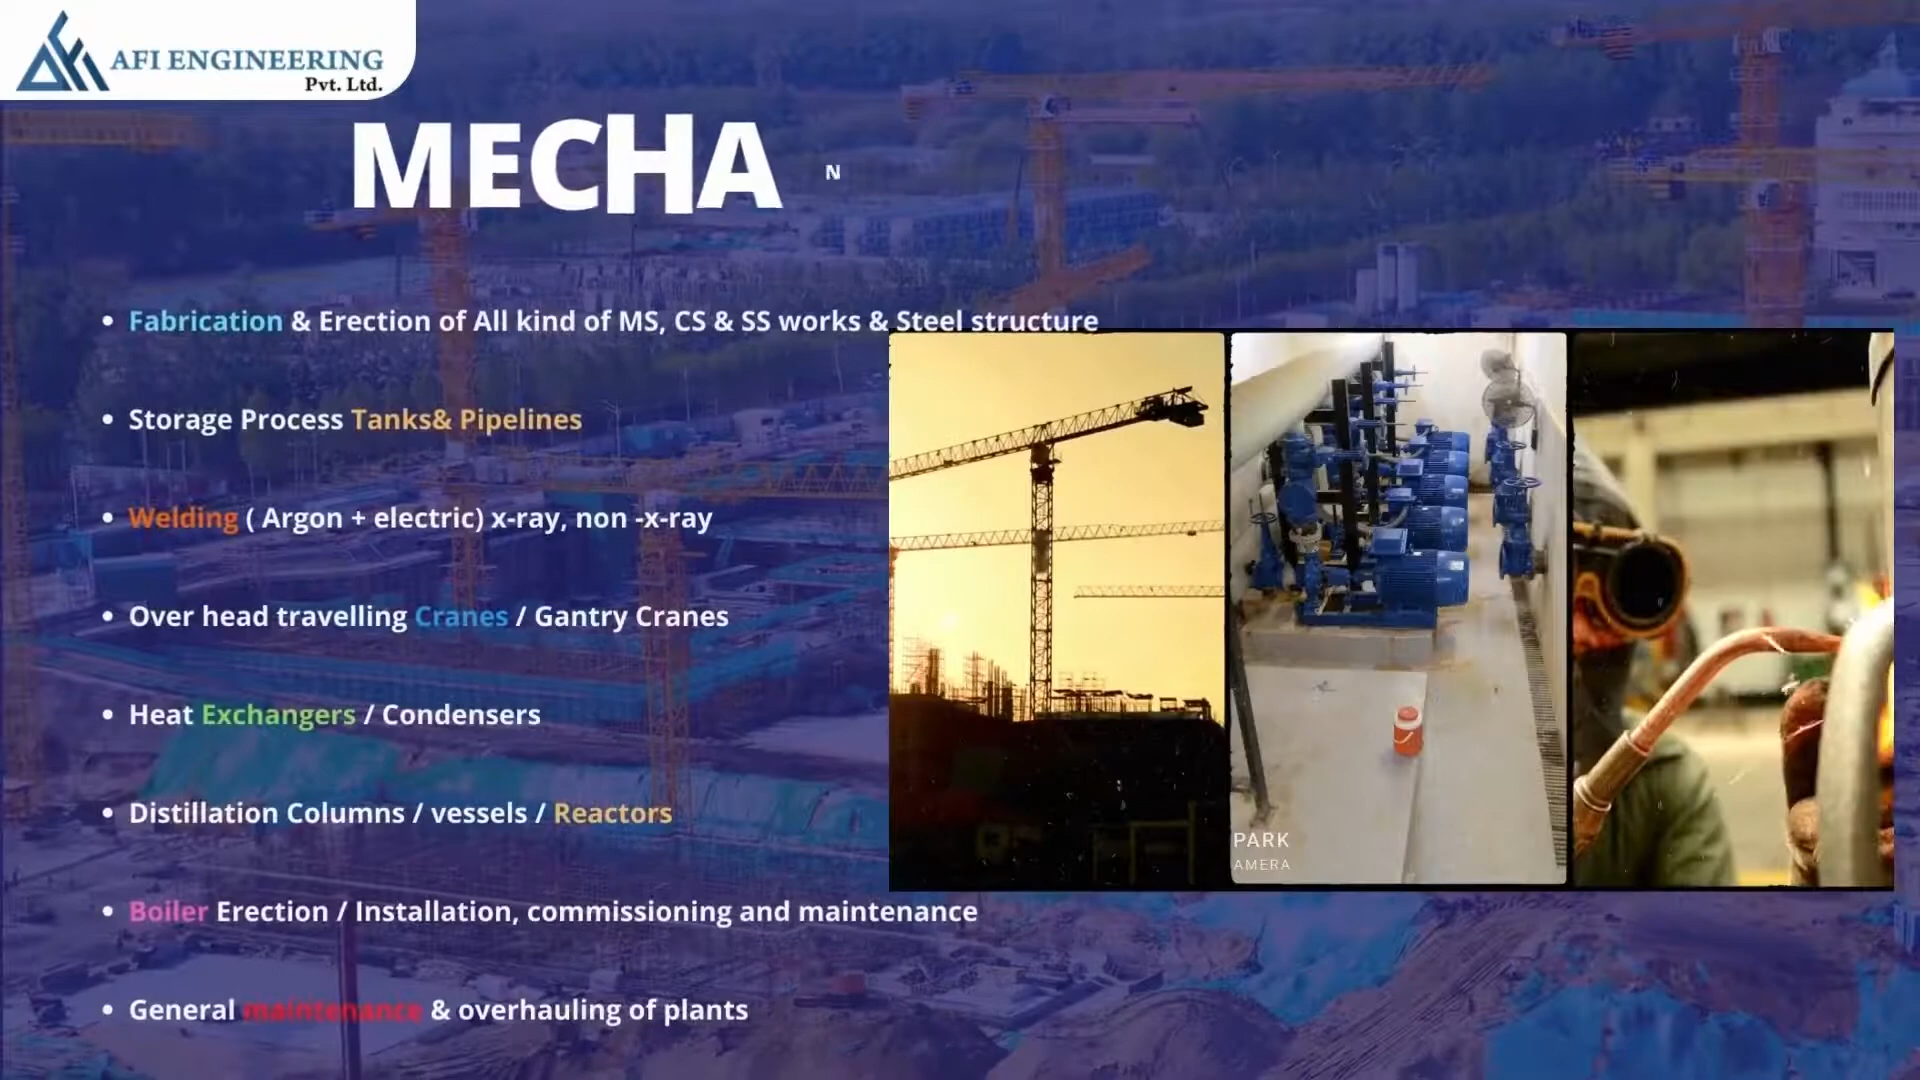 AFI ENGINEERING
Pvt. Ltd.
MECHA N
• Fabrication & Erection of All kind of MS, CS & SS works & Steel structure
• Storage Process Tanks& Pipelines
• Welding ( Argon + electric) x-ray, non -x-ray
• Over head travelling Cranes / Gantry Cranes
• Heat Exchangers / Condensers
• Distillation Columns / vessels / Reactors
• Boiler Erection / Installation, commissioning and maintenance
• General maintenance & overhauling of plants
PARK
AMERA